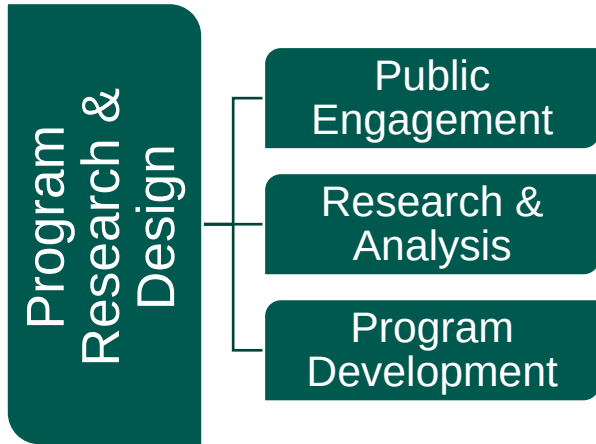 Program
Research &
Design
Public
Engagement
Research &
Analysis
Program
Development